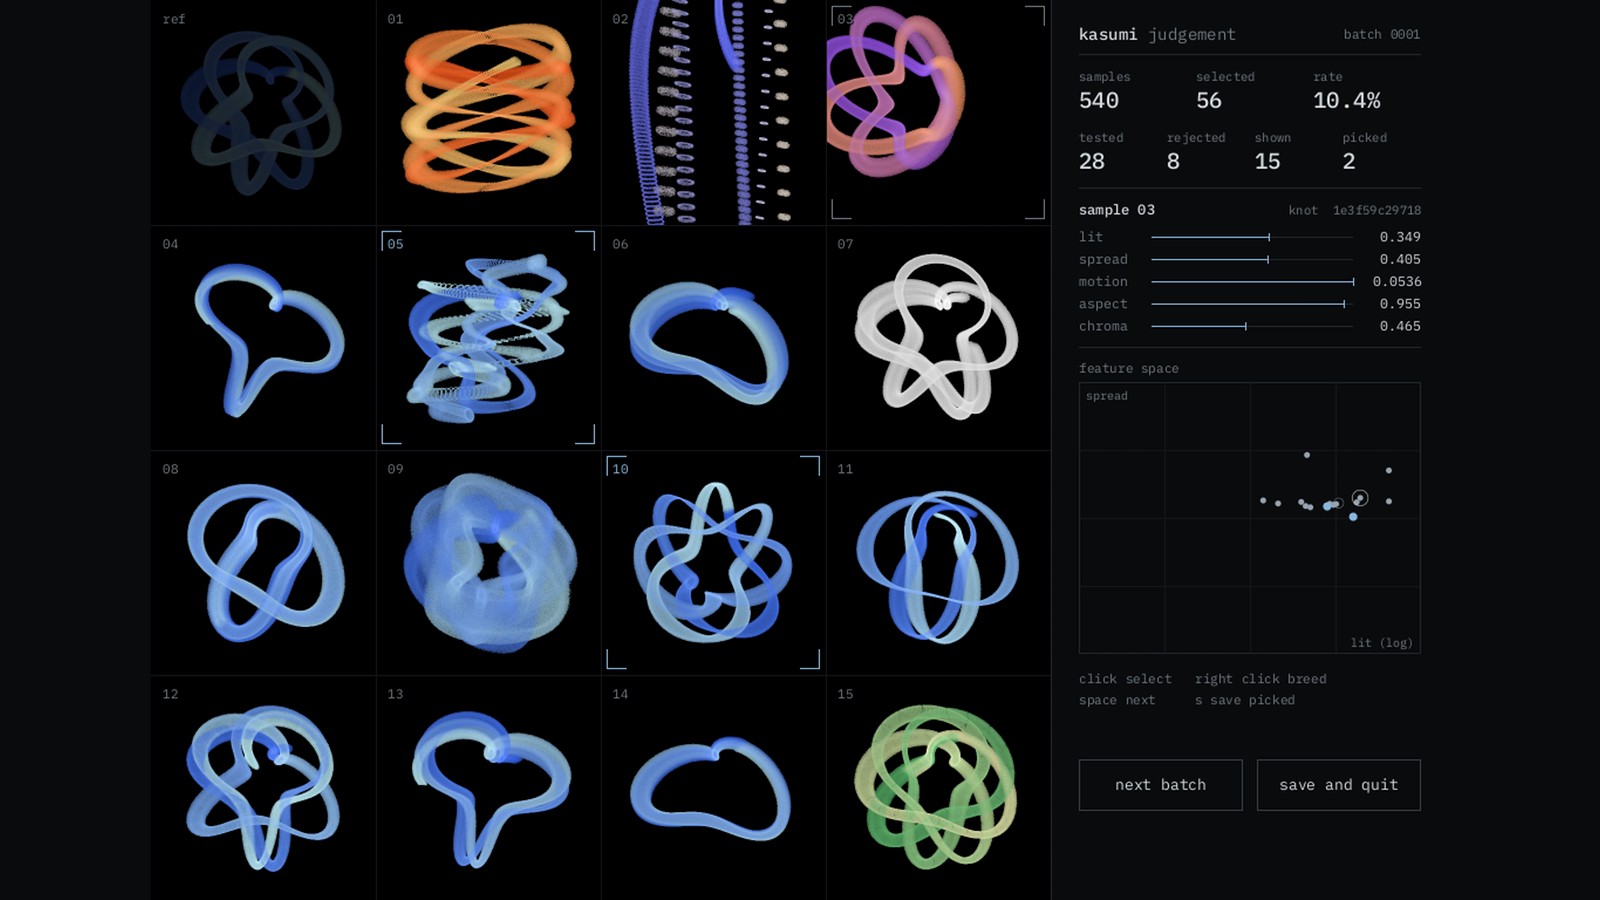 ref
01
02
03
04
05
06
07
08
09
10
11
12
13
14
15
kasumi judgement batch 0001
samples selected rate
540 56 10.4%
tested rejected shown picked
28 8 15 2
sample 03 knot 1e3f59c29718
lit 0.349
spread 0.405
motion 0.0536
aspect 0.955
chroma 0.465
feature space
spread
lit (log)
click select right click breed
space next s save picked
next batch save and quit